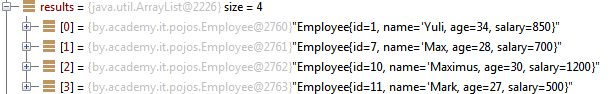 results = {java.util.ArrayList@2226} size = 4
[0] = {by.academy.it.pojos.Employee@2760}"Employee{id=1, name='Yuli, age=34, salary=850}"
[1] = {by.academy.it.pojos.Employee@2761}"Employee{id=7, name='Max, age=28, salary=700}"
[2] = {by.academy.it.pojos.Employee@2762}"Employee{id=10, name='Maximus, age=30, salary=1200}"
[3] = {by.academy.it.pojos.Employee@2763}"Employee{id=11, name='Mark, age=27, salary=500}"